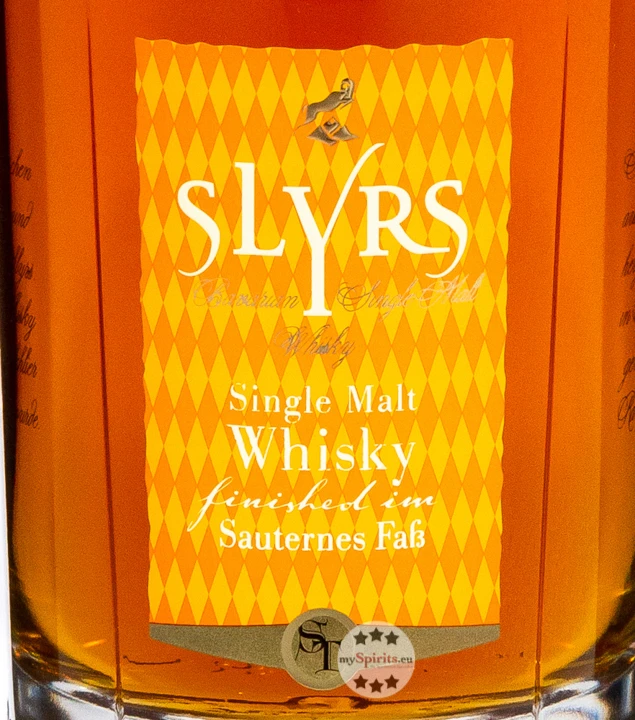 SLYRS
Bavarian Single Malt
Whisky
Single Malt
Whisky
finished im
Sauternes Faß
ST
mySpirits.eu